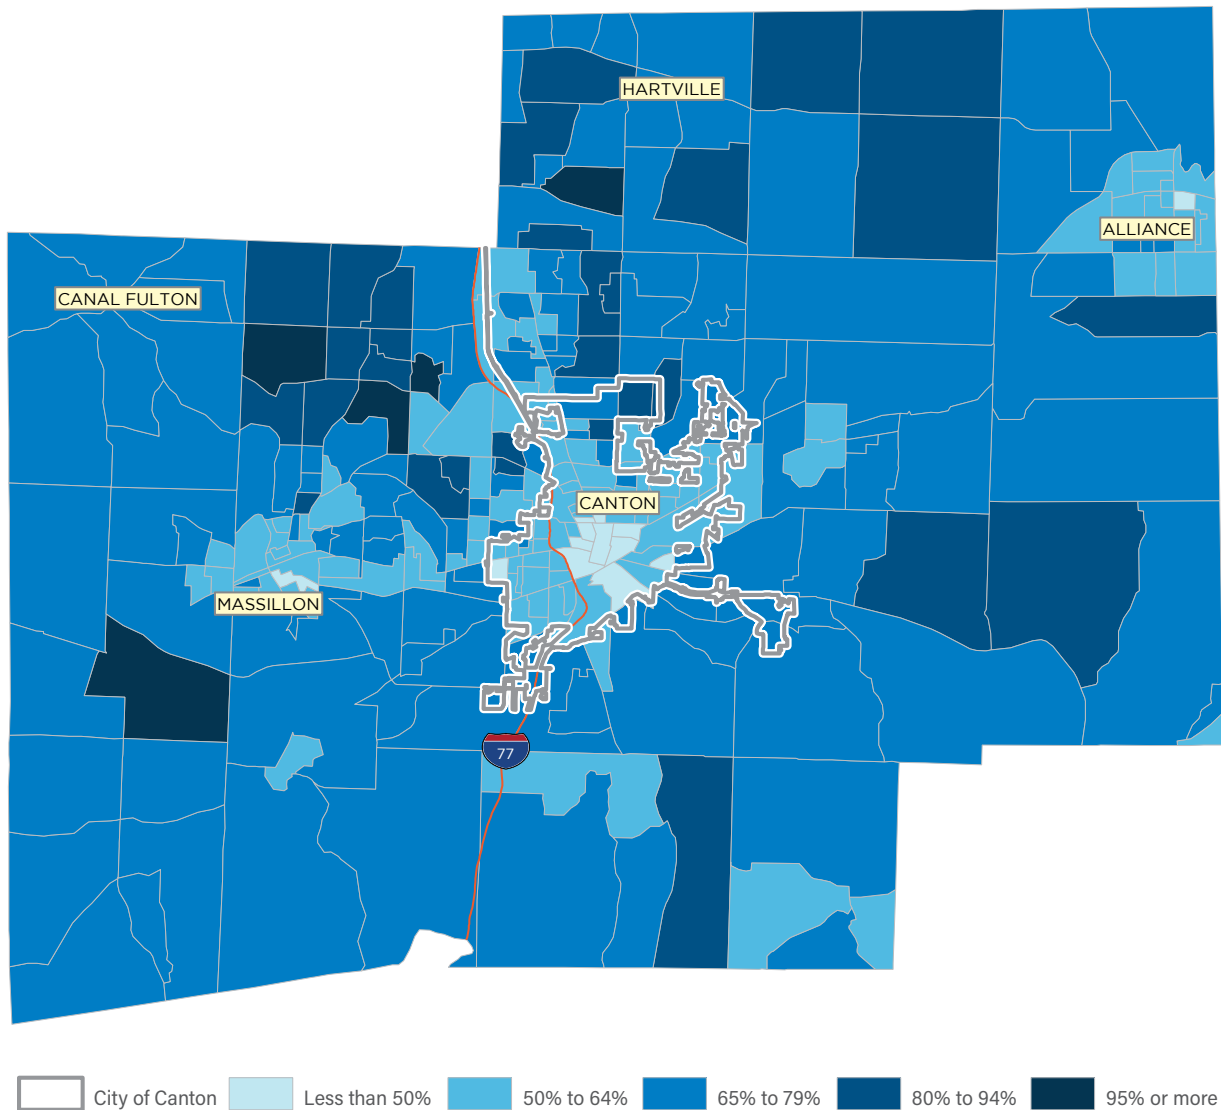 HARTVILLE
ALLIANCE
CANAL FULTON
CANTON
MASSILLON
77
City of Canton
Less than 50%
50% to 64%
65% to 79%
80% to 94%
95% or more